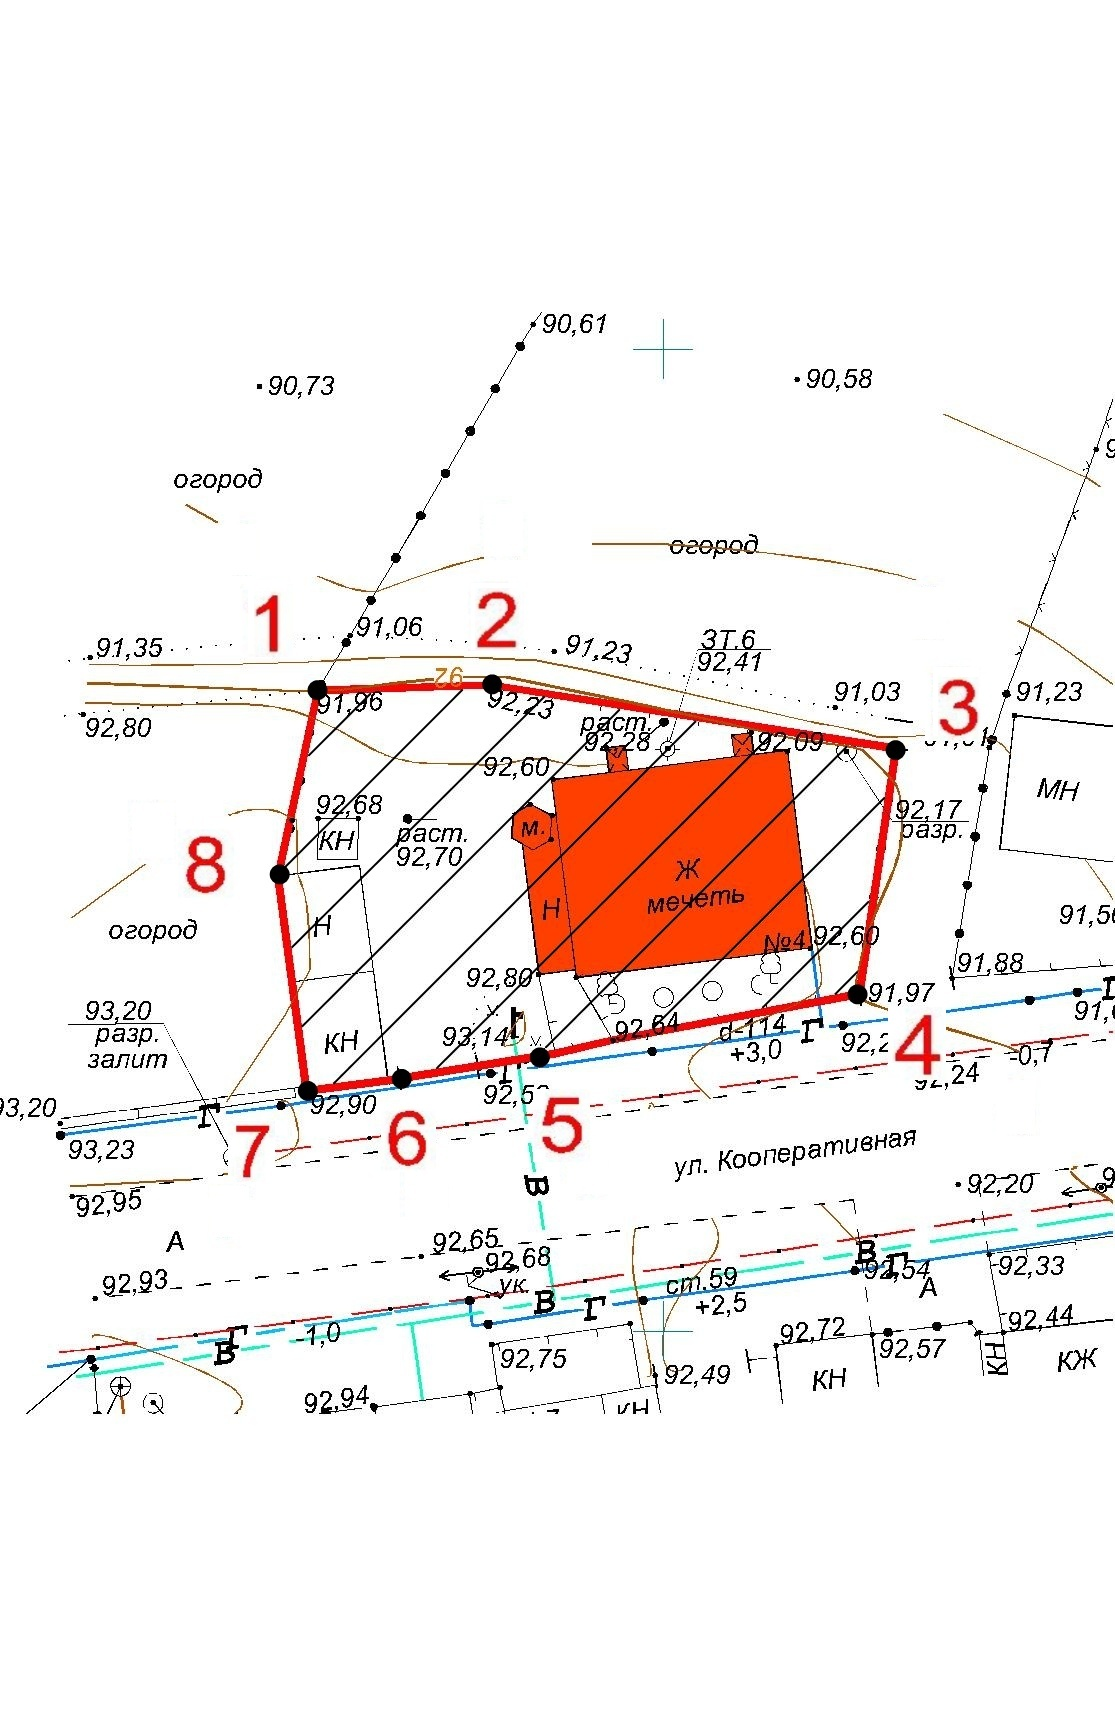 90,61
90,73
90,58
огород
огород
1
2
91,06
91,35
91,23
ЗТ.6
92,41
92
91,96
92,23
91,03
3
91,23
92,80
раст.
92,28
92,09
92,60
МН
92,68
КН
раст.
92,70
м.
92,17
разр.
8
Ж
мечеть
огород
Н
Н
№4
92,60
92,80
91,88
91,97
93,20
разр.
залит
КН
93,14
92,64
d-114
+3,0
Г
4
-0,7
92,24
93,20
Г
92,90
93,23
7
6
5
ул. Кооперативная
В
92,95
92,20
А
92,65
92,68
ук.
92,93
В
Г
92,54
92,33
ст.59
+2,5
А
В
Г
Г
В
-1,0
92,75
92,72
92,44
92,57
92,49
КН
КН
КЖ
92,94
КН